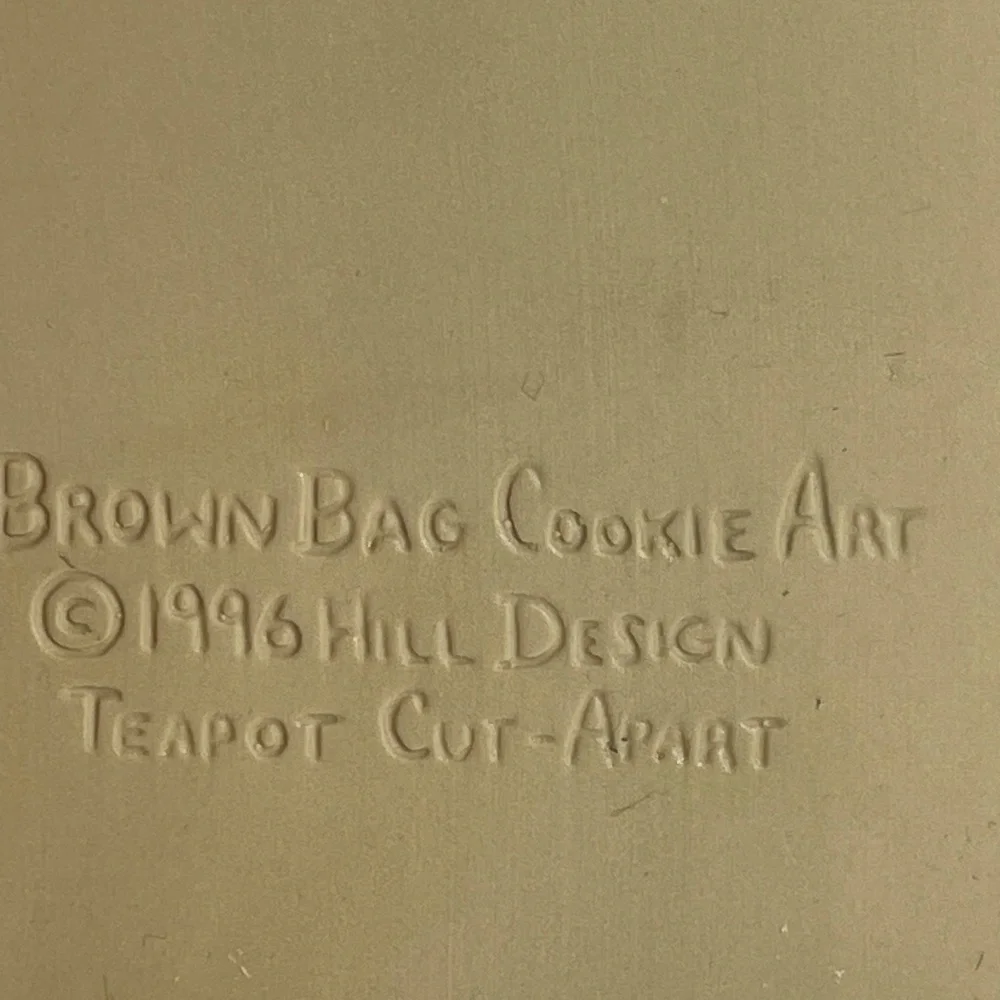 BROWN BAG COOKIE ART
©1996 HILL DESIGN
TEAPOT CUT-APART